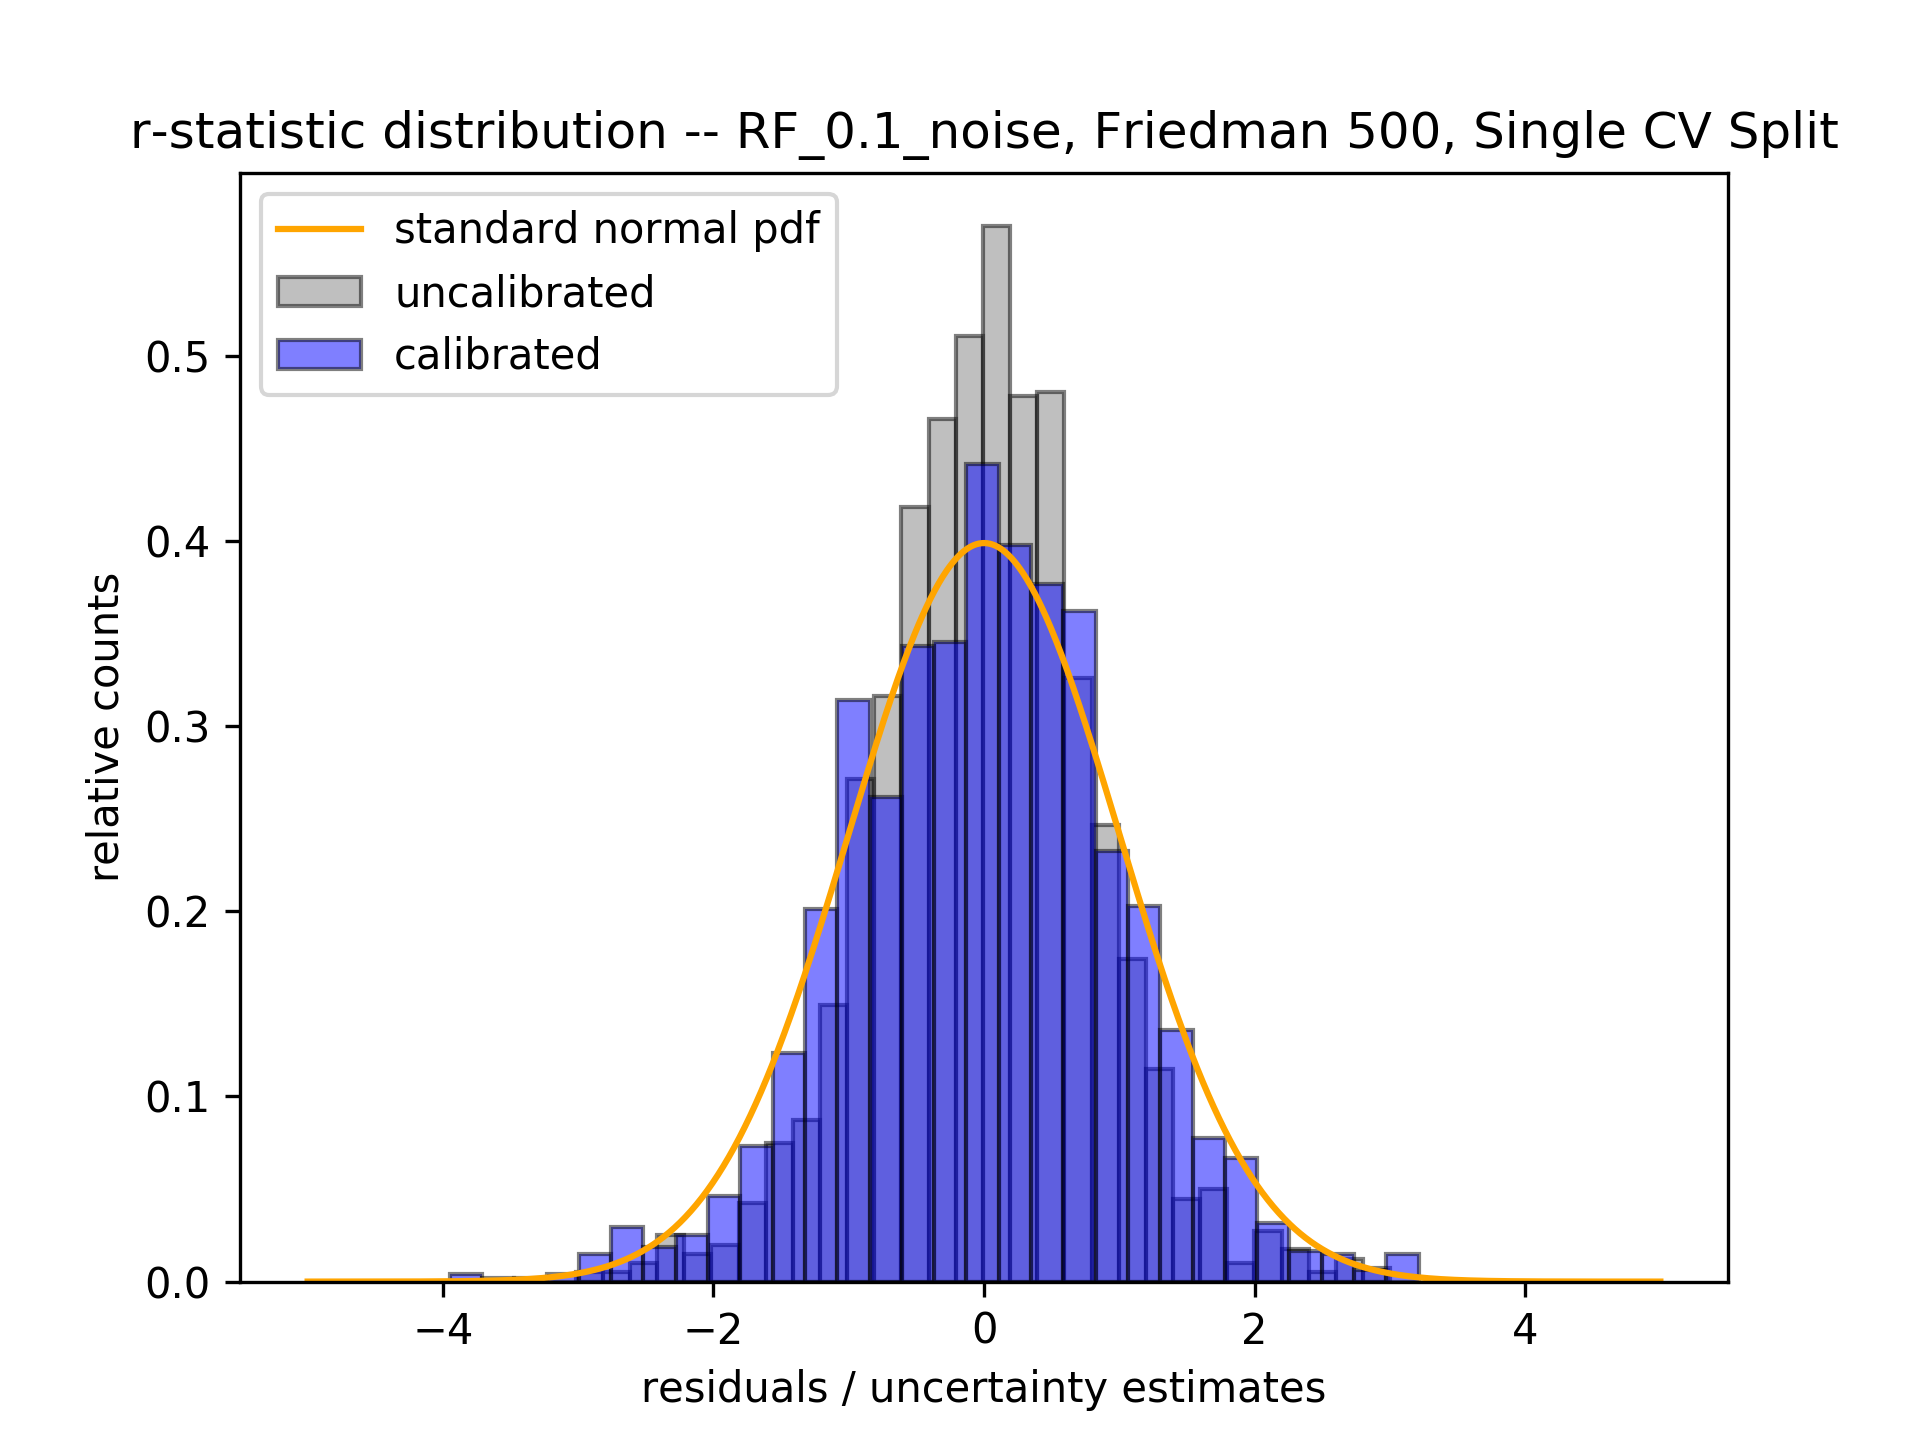 r-statistic distribution -- RF_0.1_noise, Friedman 500, Single CV Split
standard normal pdf
uncalibrated
calibrated
0.5
0.4
0.3
0.2
0.1
0.0
relative counts
−4 −2 0 2 4
residuals / uncertainty estimates